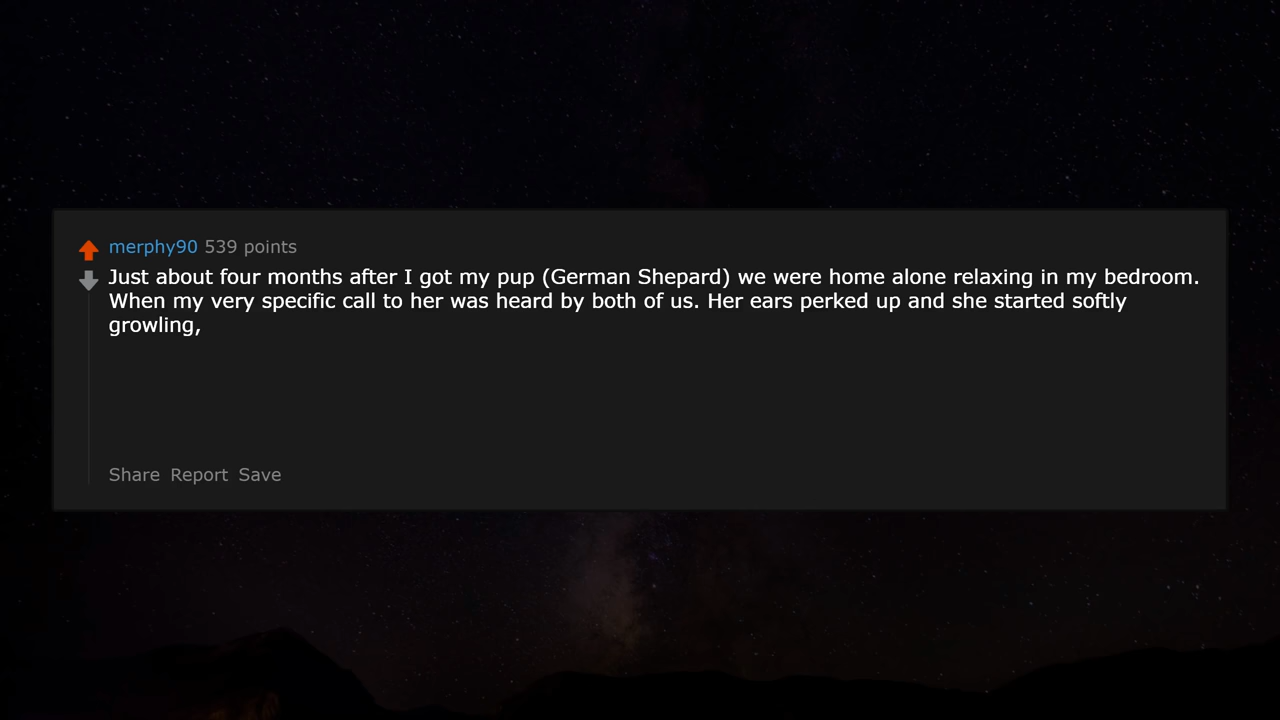 merphy90 539 points
Just about four months after I got my pup (German Shepard) we were home alone relaxing in my bedroom.
When my very specific call to her was heard by both of us. Her ears perked up and she started softly
growling,
Share Report Save